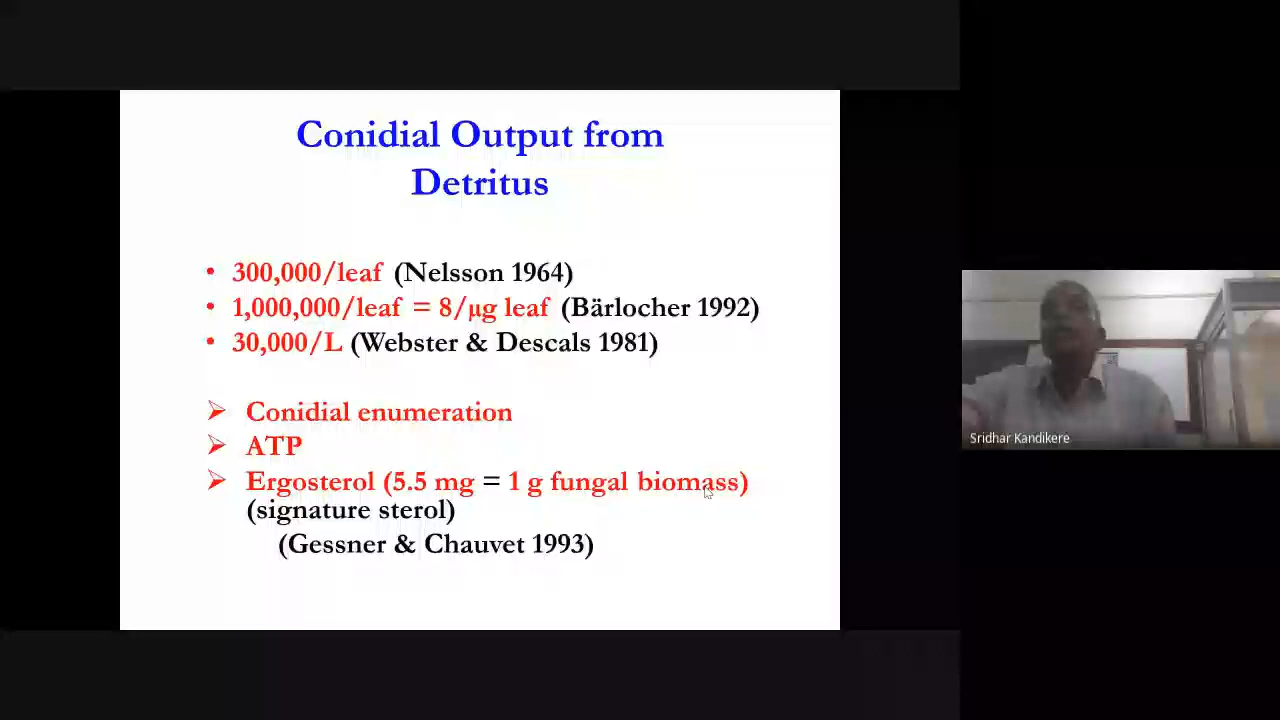 Conidial Output from
Detritus
• 300,000/leaf (Nelsson 1964)
• 1,000,000/leaf = 8/µg leaf (Bärlocher 1992)
• 30,000/L (Webster & Descals 1981)
➢ Conidial enumeration
➢ ATP
➢ Ergosterol (5.5 mg = 1 g fungal biomass)
(signature sterol)
(Gessner & Chauvet 1993)
Sridhar Kandikere